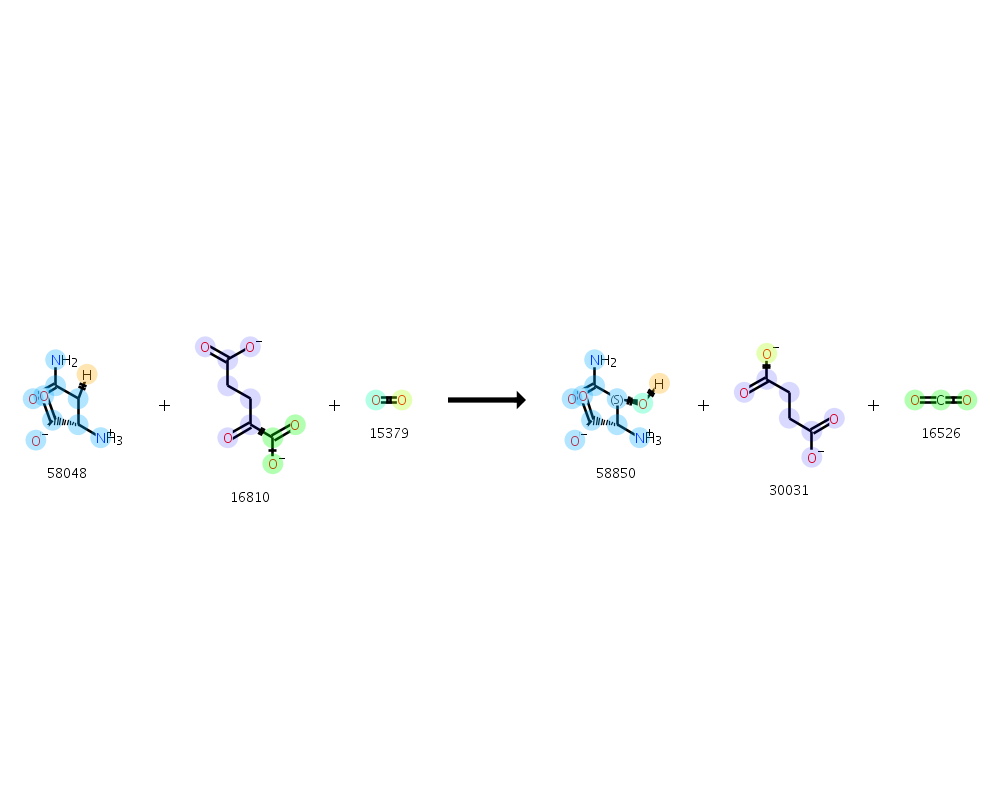 NH2 H O O O⁻ NH3⁺
58048
+
O O⁻ O O O⁻
16810
+
O O
15379
NH2 H O O (S) O O⁻ NH3⁺
58850
+
O⁻ O O O⁻
30031
+
O C O
16526